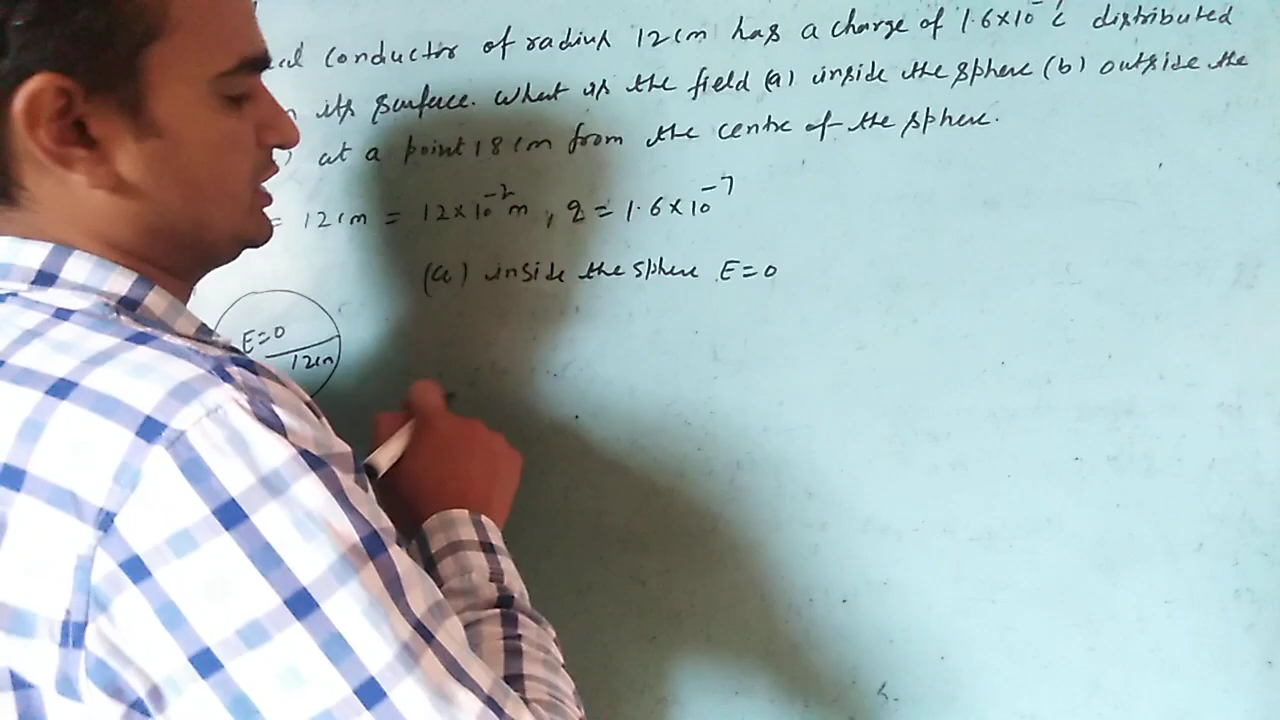 conductor of radius 12cm has a charge of 1.6×10⁻ C distributed
its surface. What is the field (a) inside the sphere (b) outside the
) at a point 18cm from the centre of the sphere.
= 12cm = 12×10⁻²m , q = 1.6×10⁻⁷
(a) inside the sphere E=0
E=0
12cm